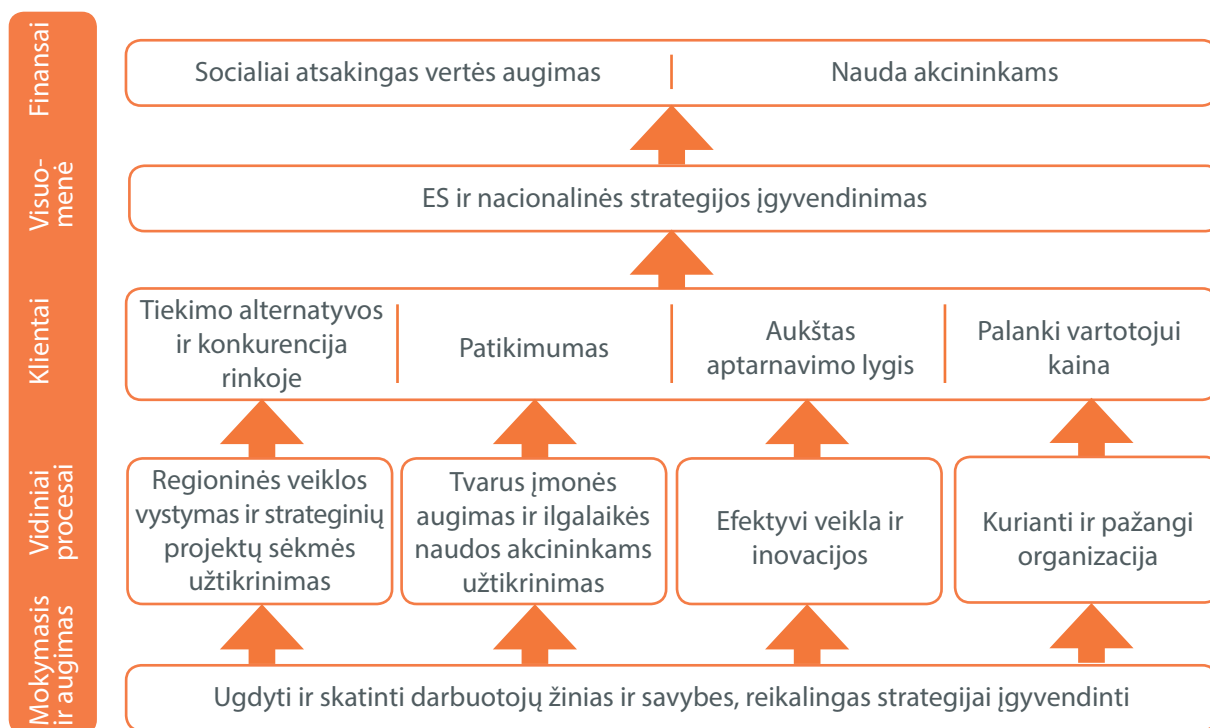 Finansai
Socialiai atsakingas vertės augimas
Nauda akcininkams
Visuo-
menė
ES ir nacionalinės strategijos įgyvendinimas
Klientai
Tiekimo alternatyvos
ir konkurencija
rinkoje
Patikimumas
Aukštas
aptarnavimo lygis
Palanki vartotojui
kaina
Vidiniai
procesai
Regioninės veiklos
vystymas ir strateginių
projektų sėkmės
užtikrinimas
Tvarus įmonės
augimas ir ilgalaikės
naudos akcininkams
užtikrinimas
Efektyvi veikla ir
inovacijos
Kurianti ir pažangi
organizacija
Mokymasis
ir augimas
Ugdyti ir skatinti darbuotojų žinias ir savybes, reikalingas strategijai įgyvendinti